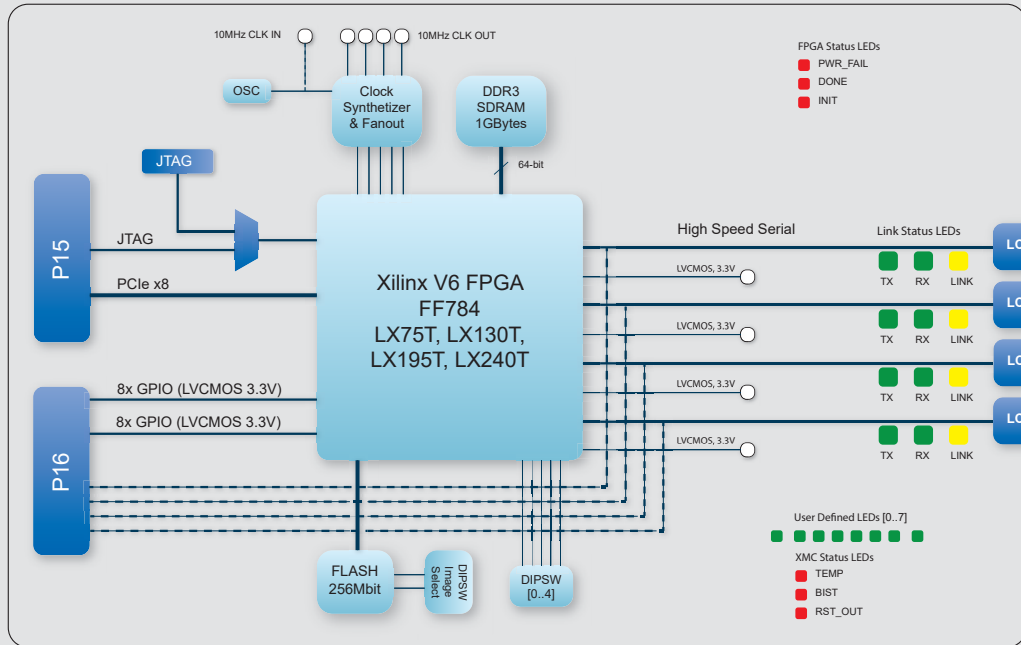 10MHz CLK IN
10MHz CLK OUT
FPGA Status LEDs
PWR_FAIL
DONE
INIT
OSC
Clock
Synthetizer
& Fanout
DDR3
SDRAM
1GBytes
64-bit
JTAG
P15
JTAG
PCIe x8
Xilinx V6 FPGA
FF784
LX75T, LX130T,
LX195T, LX240T
High Speed Serial
Link Status LEDs
LVCMOS, 3.3V
TX RX LINK
LVCMOS, 3.3V
TX RX LINK
LVCMOS, 3.3V
TX RX LINK
LVCMOS, 3.3V
TX RX LINK
P16
8x GPIO (LVCMOS 3.3V)
8x GPIO (LVCMOS 3.3V)
FLASH
256Mbit
DIPSW
Image
Select
DIPSW
[0..4]
User Defined LEDs [0..7]
XMC Status LEDs
TEMP
BIST
RST_OUT